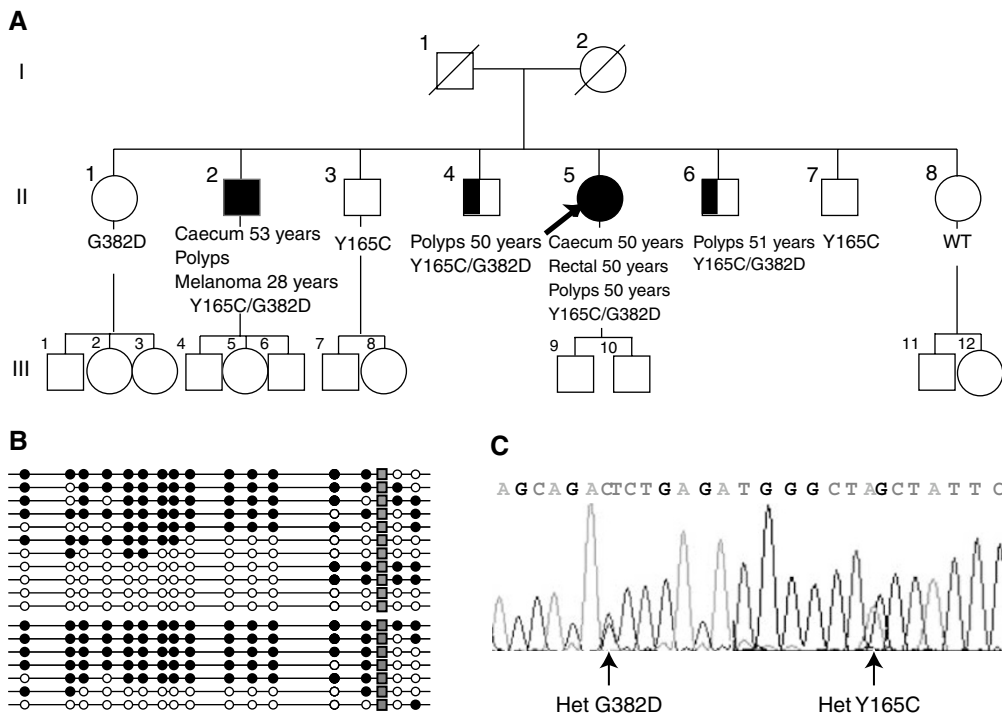 A
I
1
2
II
1
2
3
4
5
6
7
8
G382D
Caecum 53 years
Polyps
Melanoma 28 years
Y165C/G382D
Y165C
Polyps 50 years
Y165C/G382D
Caecum 50 years
Rectal 50 years
Polyps 50 years
Y165C/G382D
Polyps 51 years
Y165C/G382D
Y165C
WT
III
1
2
3
4
5
6
7
8
9
10
11
12
B
C
AGCAGACTCTGAGATGGGCTAGCTATTC
Het G382D
Het Y165C